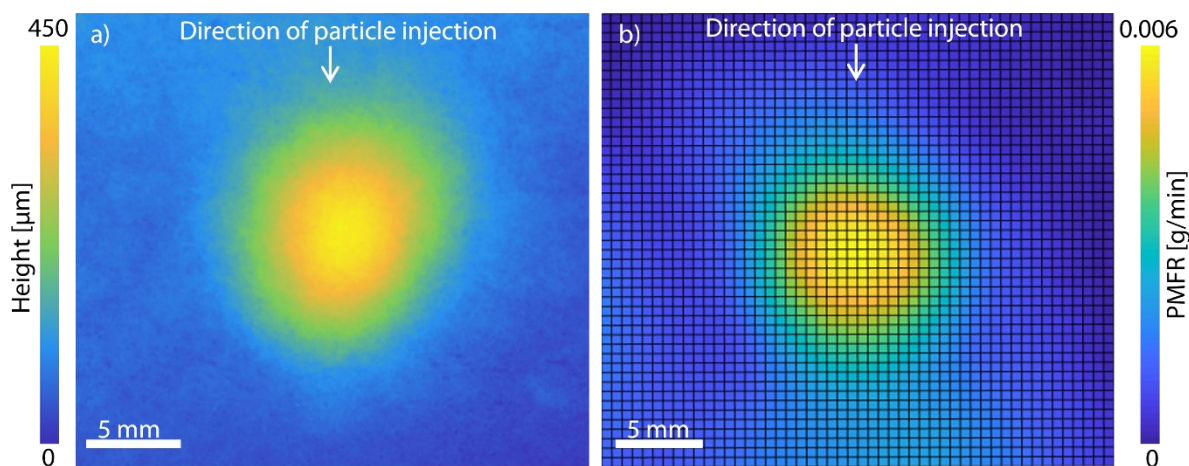 450
a)
Direction of particle injection
Height [µm]
5 mm
0
b)
Direction of particle injection
0.006
PMFR [g/min]
5 mm
0